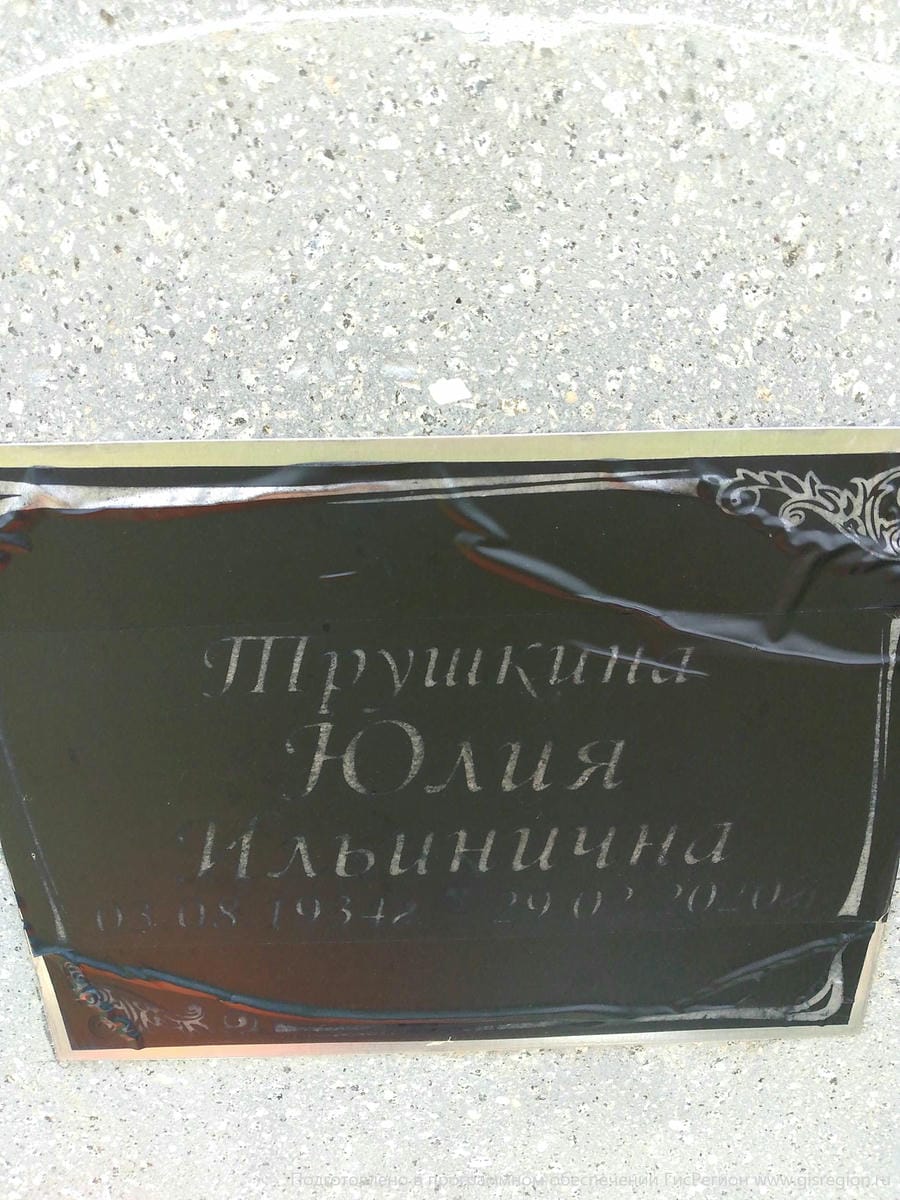 Трушкина
Юлия
Ильинична
03.08.1934г. 29.02.2020г.
Подготовлено в программном обеспечении ГисРегион www.gisregion.ru